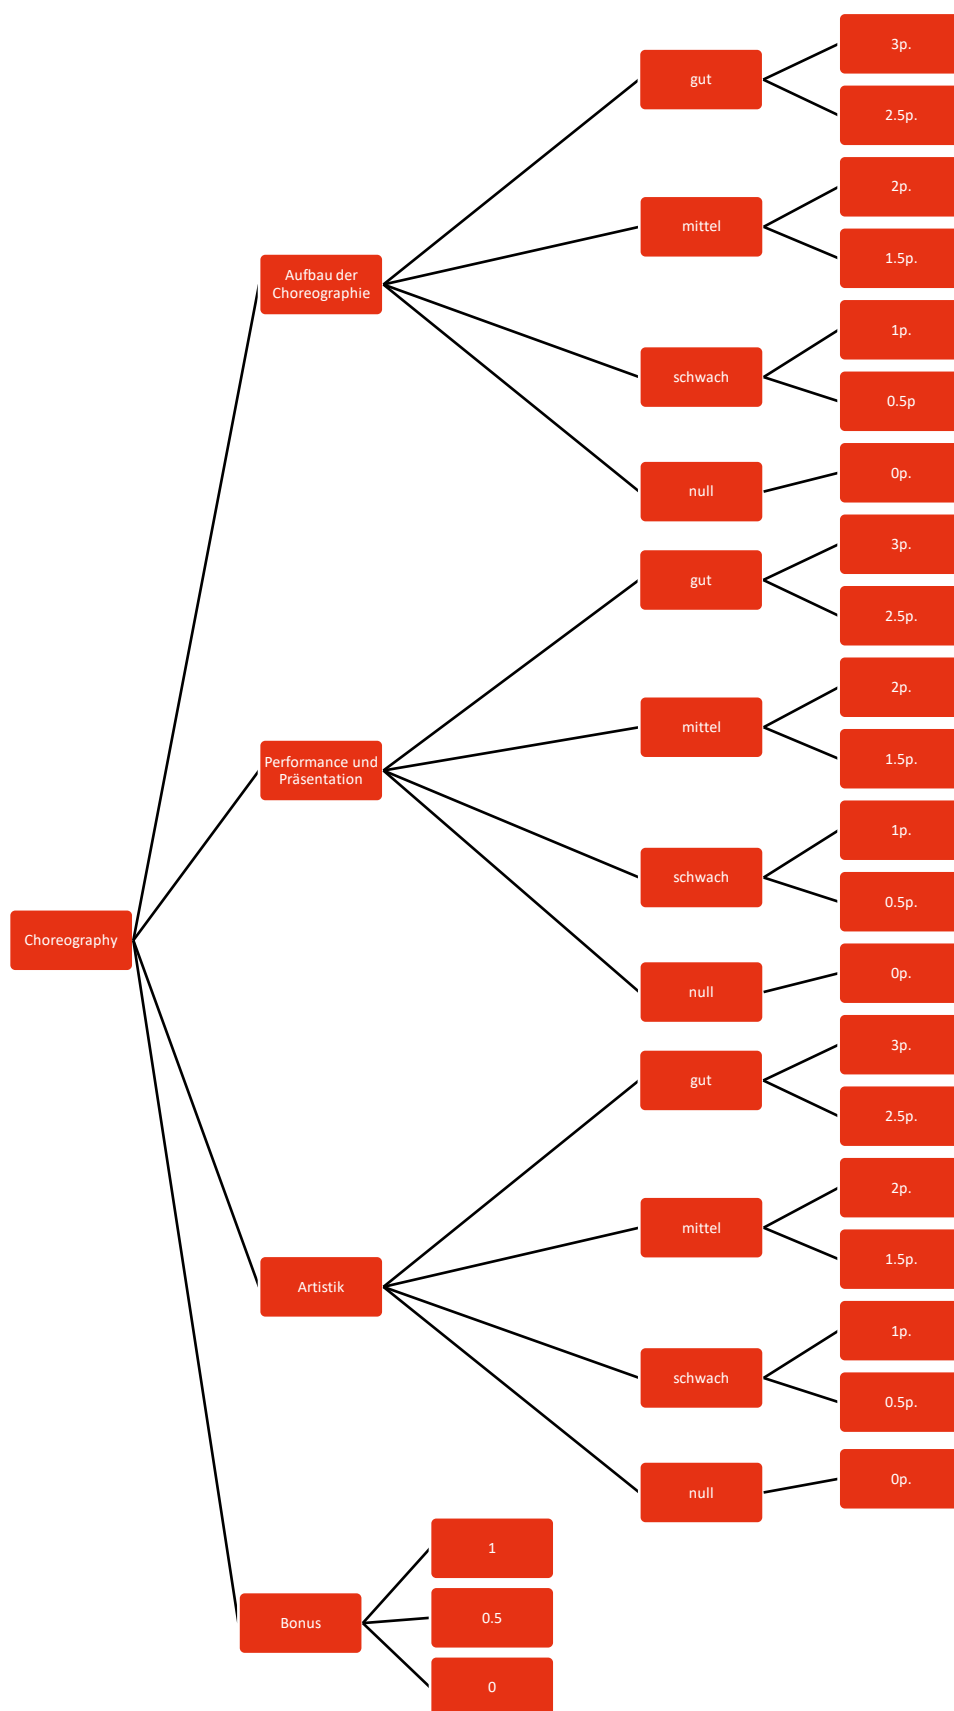 3p.
gut
2.5p.
2p.
mittel
1.5p.
Aufbau der
Choreographie
1p.
schwach
0.5p
0p.
null
3p.
gut
2.5p.
2p.
mittel
1.5p.
Performance und
Präsentation
1p.
schwach
0.5p.
Choreography
0p.
null
3p.
gut
2.5p.
2p.
mittel
1.5p.
Artistik
1p.
schwach
0.5p.
0p.
null
1
0.5
Bonus
0